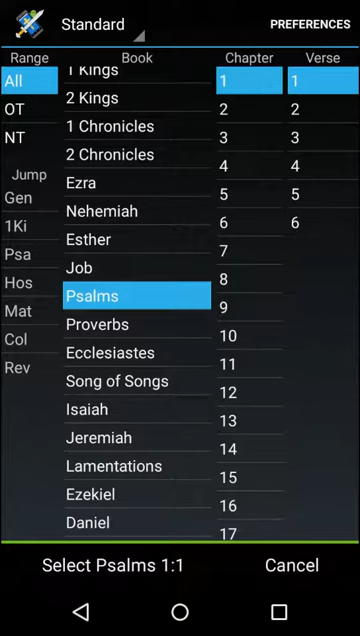 Standard
PREFERENCES
Range
Book
Chapter
Verse
All
OT
NT
Jump
Gen
1Ki
Psa
Hos
Mat
Col
Rev
1 Kings
2 Kings
1 Chronicles
2 Chronicles
Ezra
Nehemiah
Esther
Job
Psalms
Proverbs
Ecclesiastes
Song of Songs
Isaiah
Jeremiah
Lamentations
Ezekiel
Daniel
1
2
3
4
5
6
7
8
9
10
11
12
13
14
15
16
17
1
2
3
4
5
6
Select Psalms 1:1
Cancel